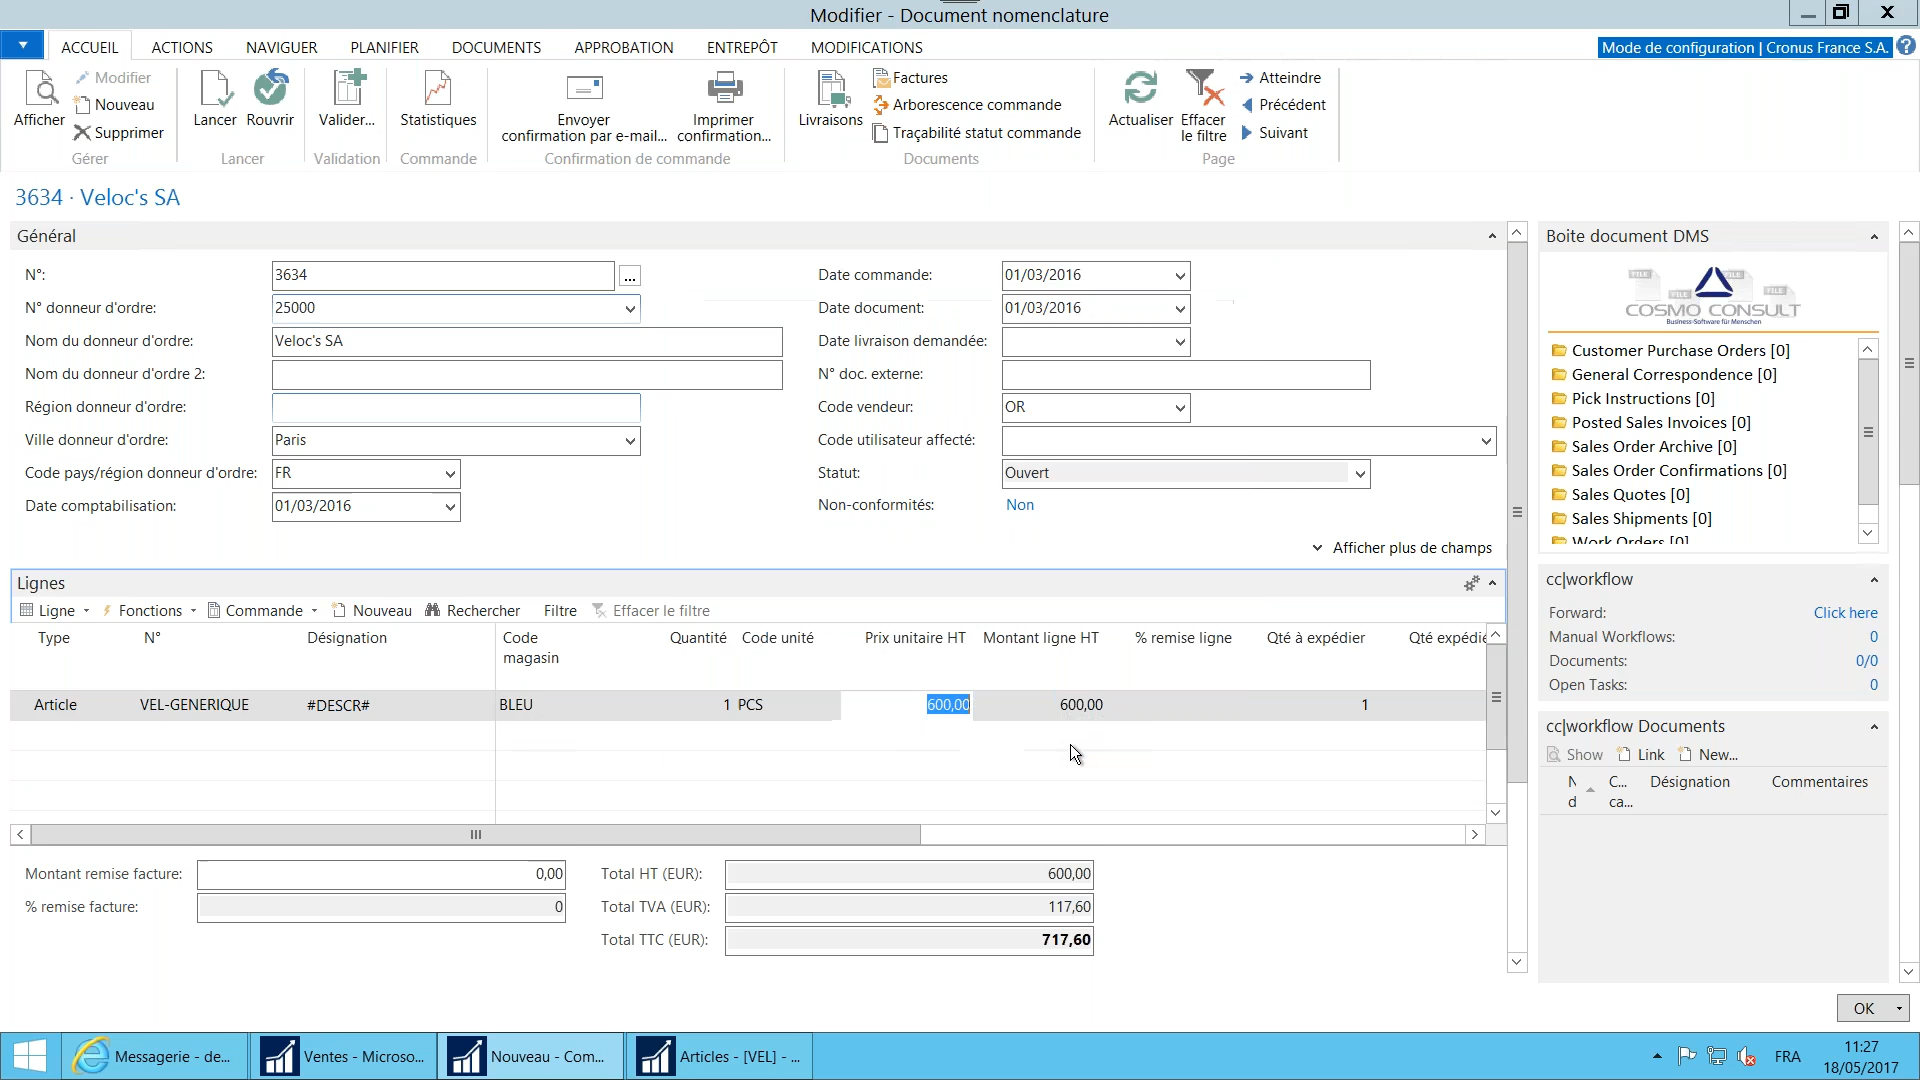 Modifier - Document nomenclature
ACCUEIL ACTIONS NAVIGUER PLANIFIER DOCUMENTS APPROBATION ENTREPÔT MODIFICATIONS
Mode de configuration | Cronus France S.A.
Afficher
Modifier
Nouveau
Supprimer
Gérer
Lancer
Rouvrir
Lancer
Valider...
Validation
Statistiques
Commande
Envoyer
confirmation par e-mail...
Imprimer
confirmation...
Confirmation de commande
Livraisons
Factures
Arborescence commande
Traçabilité statut commande
Documents
Actualiser
Effacer
le filtre
Atteindre
Précédent
Suivant
Page
3634 · Veloc's SA
Général
N°: 3634 ...
N° donneur d'ordre: 25000
Nom du donneur d'ordre: Veloc's SA
Nom du donneur d'ordre 2:
Région donneur d'ordre:
Ville donneur d'ordre: Paris
Code pays/région donneur d'ordre: FR
Date comptabilisation: 01/03/2016
Date commande: 01/03/2016
Date document: 01/03/2016
Date livraison demandée:
N° doc. externe:
Code vendeur: OR
Code utilisateur affecté:
Statut: Ouvert
Non-conformités: Non
Afficher plus de champs
Lignes
Ligne Fonctions Commande Nouveau Rechercher Filtre Effacer le filtre
Type N° Désignation Code magasin Quantité Code unité Prix unitaire HT Montant ligne HT % remise ligne Qté à expédier Qté expédié
Article VEL-GENERIQUE #DESCR# BLEU 1 PCS 600,00 600,00 1
Montant remise facture: 0,00
% remise facture: 0
Total HT (EUR): 600,00
Total TVA (EUR): 117,60
Total TTC (EUR): 717,60
Boite document DMS
FILE FILE FILE
COSMO CONSULT
Business-Software für Menschen
Customer Purchase Orders [0]
General Correspondence [0]
Pick Instructions [0]
Posted Sales Invoices [0]
Sales Order Archive [0]
Sales Order Confirmations [0]
Sales Quotes [0]
Sales Shipments [0]
Work Orders [0]
cc|workflow
Forward: Click here
Manual Workflows: 0
Documents: 0/0
Open Tasks: 0
cc|workflow Documents
Show Link New...
N d C... ca... Désignation Commentaires
OK
Messagerie - de...
Ventes - Microso...
Nouveau - Com...
Articles - [VEL] - ...
FRA
11:27
18/05/2017